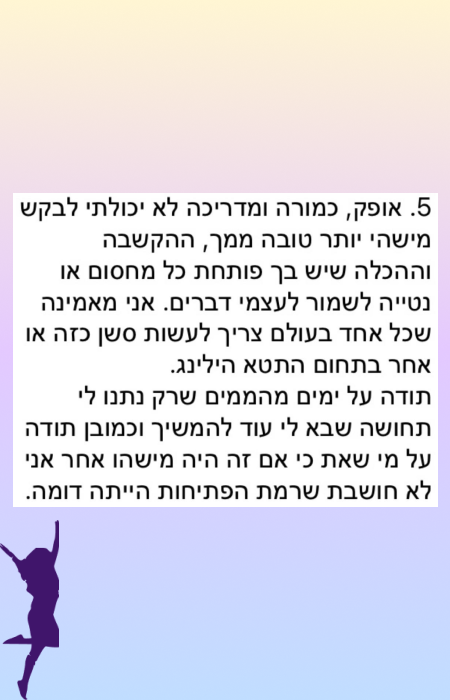 5. אופק, כמורה ומדריכה לא יכולתי לבקש
מישהי יותר טובה ממך, ההקשבה
וההכלה שיש בך פותחת כל מחסום או
נטייה לשמור לעצמי דברים. אני מאמינה
שכל אחד בעולם צריך לעשות סשן כזה או
אחר בתחום התטא הילינג.
תודה על ימים מהממים שרק נתנו לי
תחושה שבא לי עוד להמשיך וכמובן תודה
על מי שאת כי אם זה היה מישהו אחר אני
לא חושבת שרמת הפתיחות הייתה דומה.